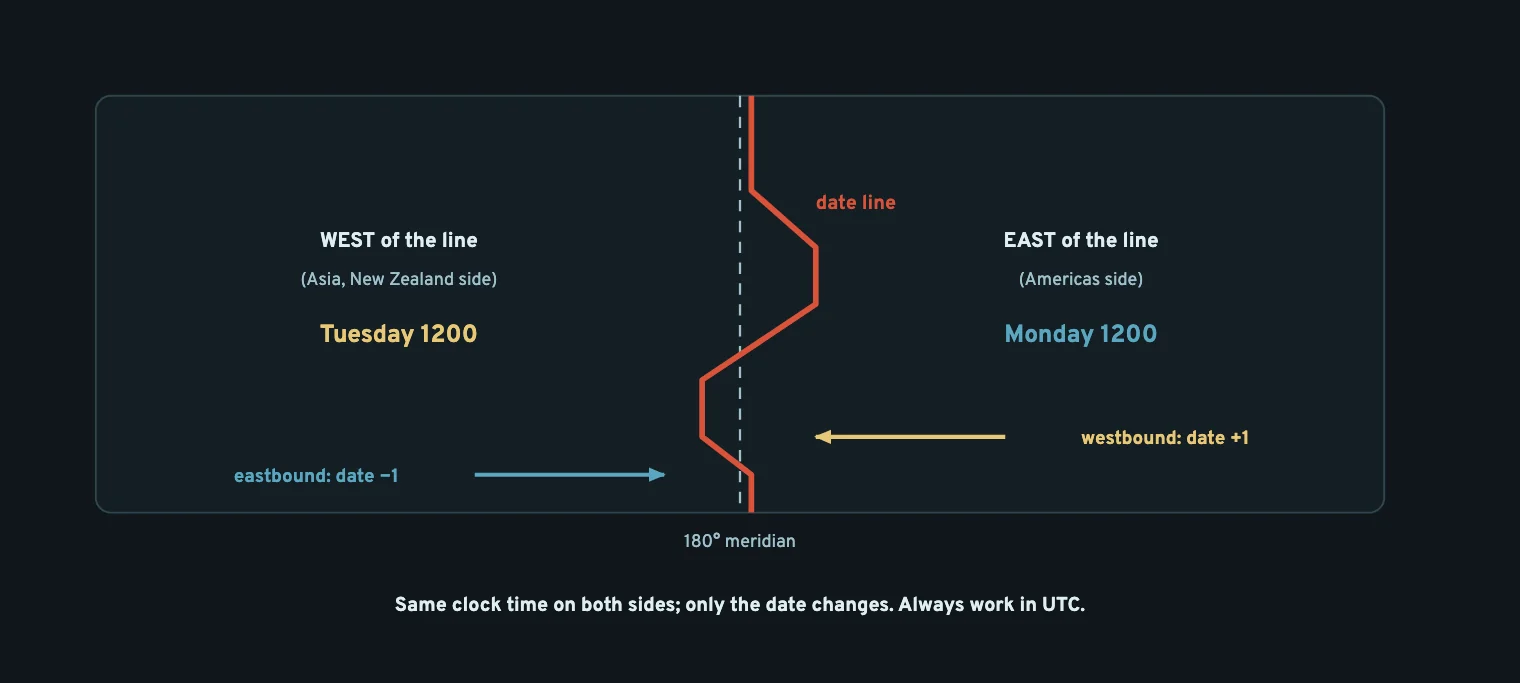 date line
WEST of the line
(Asia, New Zealand side)
Tuesday 1200
EAST of the line
(Americas side)
Monday 1200
westbound: date +1
eastbound: date −1
180° meridian
Same clock time on both sides; only the date changes. Always work in UTC.